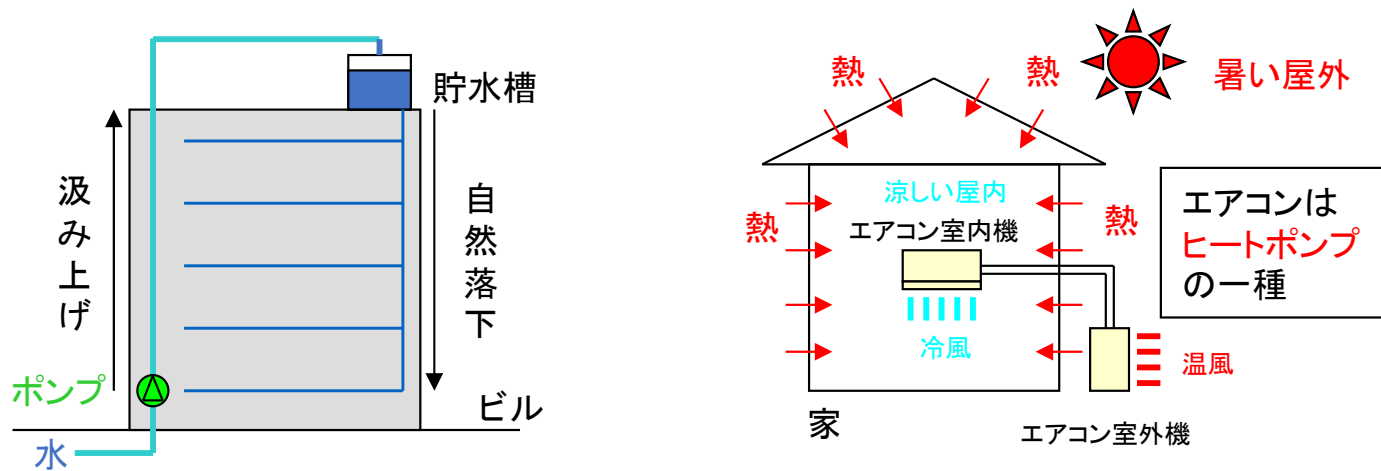 貯水槽
汲み上げ
自然落下
ポンプ
ビル
水
熱
熱
暑い屋外
涼しい屋内
エアコン室内機
熱
熱
冷風
温風
家
エアコン室外機
エアコンは
ヒートポンプ
の一種